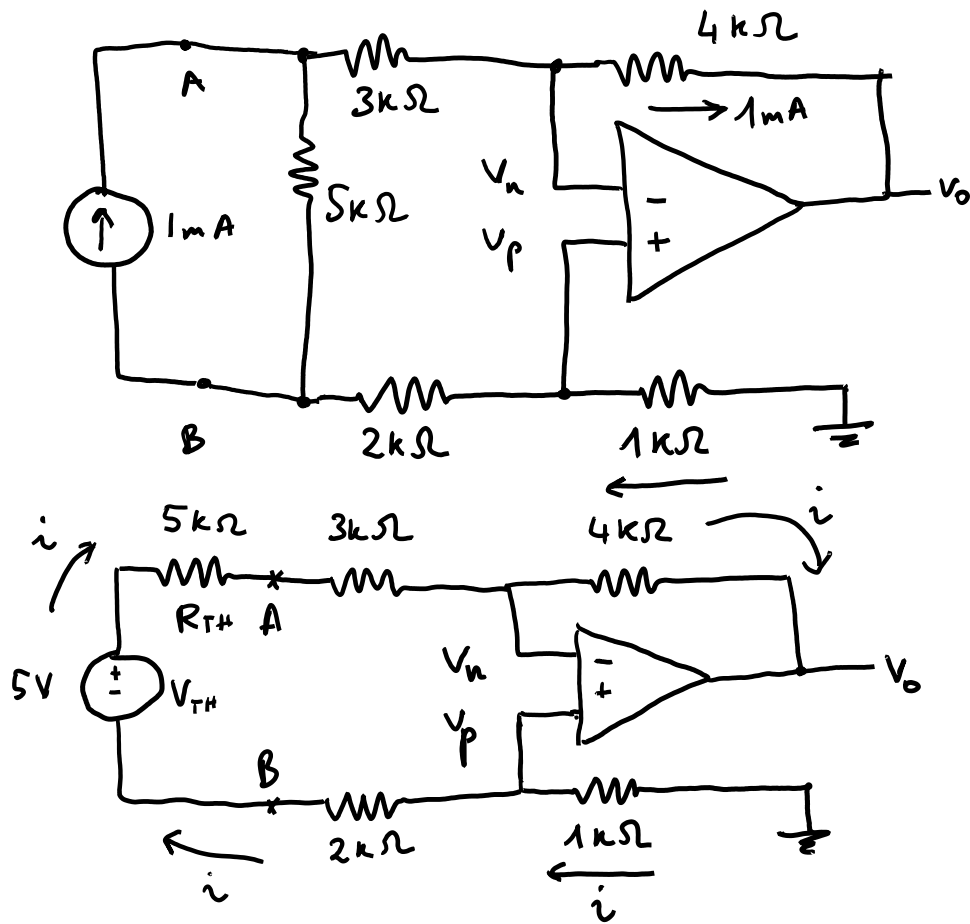 4kΩ
A
3kΩ
1mA
5kΩ
1mA
Vn
Vp
−
+
Vo
B
2kΩ
1kΩ
i
5kΩ
3kΩ
4kΩ
i
RTH A
5V
+
-
VTH
Vn
Vp
−
+
Vo
B
2kΩ
1kΩ
i
i